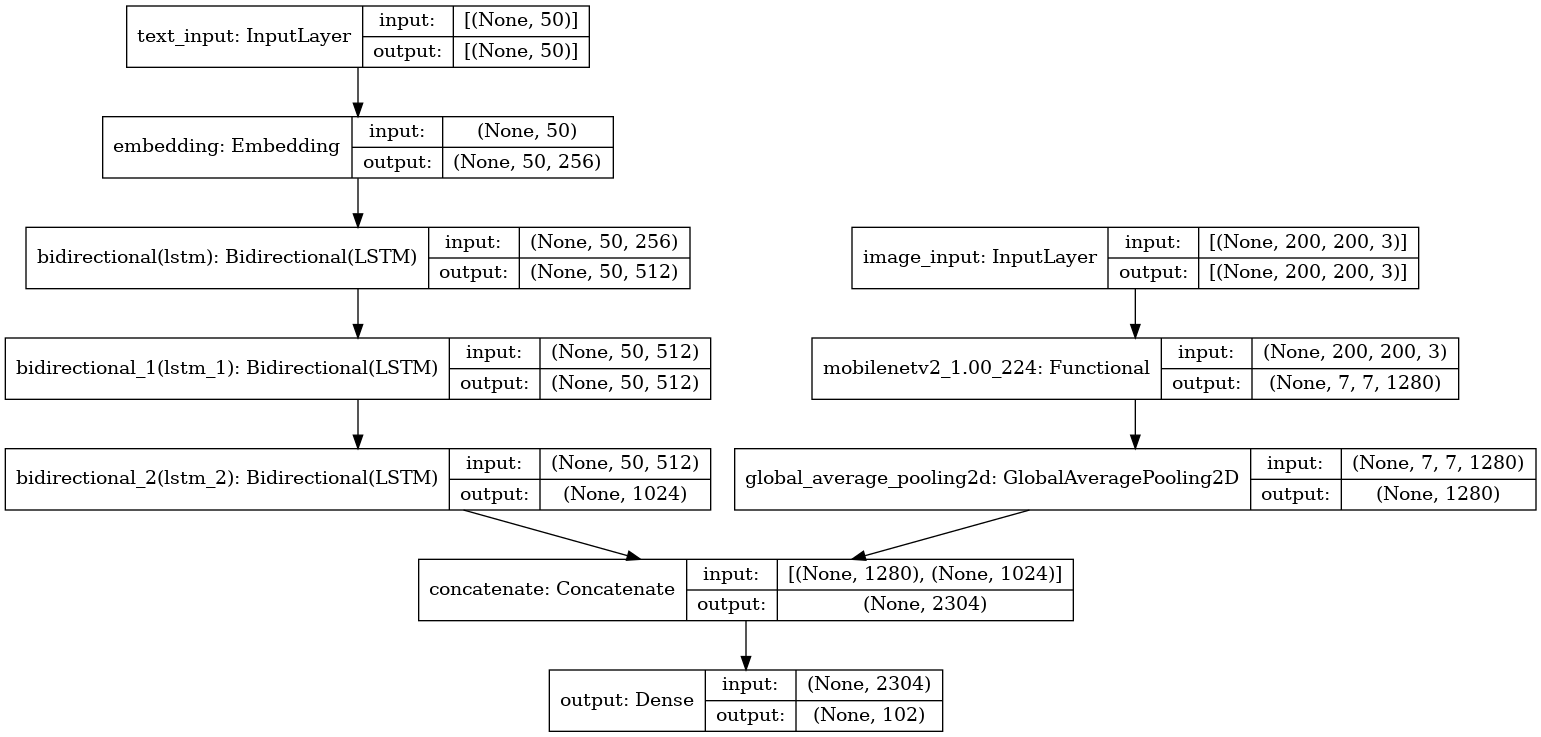 text_input: InputLayer
input: [(None, 50)]
output: [(None, 50)]
embedding: Embedding
input: (None, 50)
output: (None, 50, 256)
bidirectional(lstm): Bidirectional(LSTM)
input: (None, 50, 256)
output: (None, 50, 512)
image_input: InputLayer
input: [(None, 200, 200, 3)]
output: [(None, 200, 200, 3)]
bidirectional_1(lstm_1): Bidirectional(LSTM)
input: (None, 50, 512)
output: (None, 50, 512)
mobilenetv2_1.00_224: Functional
input: (None, 200, 200, 3)
output: (None, 7, 7, 1280)
bidirectional_2(lstm_2): Bidirectional(LSTM)
input: (None, 50, 512)
output: (None, 1024)
global_average_pooling2d: GlobalAveragePooling2D
input: (None, 7, 7, 1280)
output: (None, 1280)
concatenate: Concatenate
input: [(None, 1280), (None, 1024)]
output: (None, 2304)
output: Dense
input: (None, 2304)
output: (None, 102)